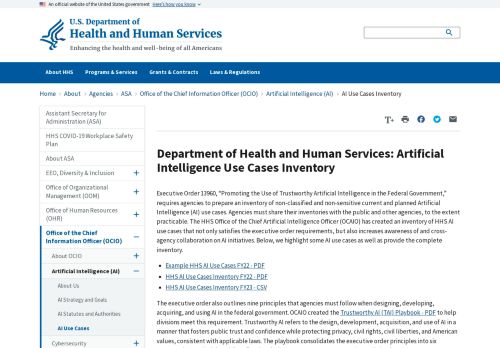 An official website of the United States government Here's how you know
U.S. Department of
Health and Human Services
Enhancing the health and well-being of all Americans
About HHS Programs & Services Grants & Contracts Laws & Regulations
Home > About > Agencies > ASA > Office of the Chief Information Officer (OCIO) > Artificial Intelligence (AI) > AI Use Cases Inventory
Assistant Secretary for
Administration (ASA)
HHS COVID-19 Workplace Safety
Plan
About ASA
EEO, Diversity & Inclusion +
Office of Organizational
Management (OOM) +
Office of Human Resources
(OHR) +
Office of the Chief
Information Officer (OCIO) −
About OCIO +
Artificial Intelligence (AI) −
About Us
AI Strategy and Goals
AI Statutes and Authorities
AI Use Cases
Cybersecurity +
T+
Department of Health and Human Services: Artificial
Intelligence Use Cases Inventory
Executive Order 13960, "Promoting the Use of Trustworthy Artificial Intelligence in the Federal Government,"
requires agencies to prepare an inventory of non-classified and non-sensitive current and planned Artificial
Intelligence (AI) use cases. Agencies must share their inventories with the public and other agencies, to the extent
practicable. The HHS Office of the Chief Artificial Intelligence Officer (OCAIO) has created an inventory of HHS AI
use cases that not only satisfies the executive order requirements, but also increases awareness of and cross-
agency collaboration on AI initiatives. Below, we highlight some AI use cases as well as provide the complete
inventory.
• Example HHS AI Use Cases FY22 - PDF
• HHS AI Use Cases Inventory FY22 - PDF
• HHS AI Use Cases Inventory FY23 - CSV
The executive order also outlines nine principles that agencies must follow when designing, developing,
acquiring, and using AI in the federal government. OCAIO created the Trustworthy AI (TAI) Playbook - PDF to help
divisions meet this requirement. Trustworthy AI refers to the design, development, acquisition, and use of AI in a
manner that fosters public trust and confidence while protecting privacy, civil rights, civil liberties, and American
values, consistent with applicable laws. The playbook consolidates the executive order principles into six